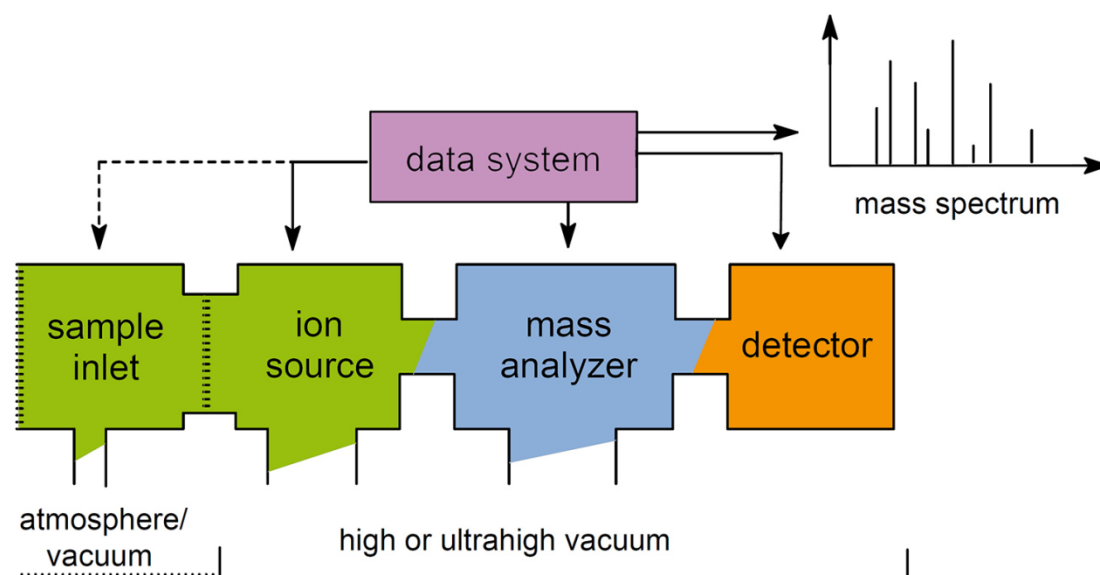 data system
mass spectrum
sample
inlet
ion
source
mass
analyzer
detector
atmosphere/
vacuum
high or ultrahigh vacuum